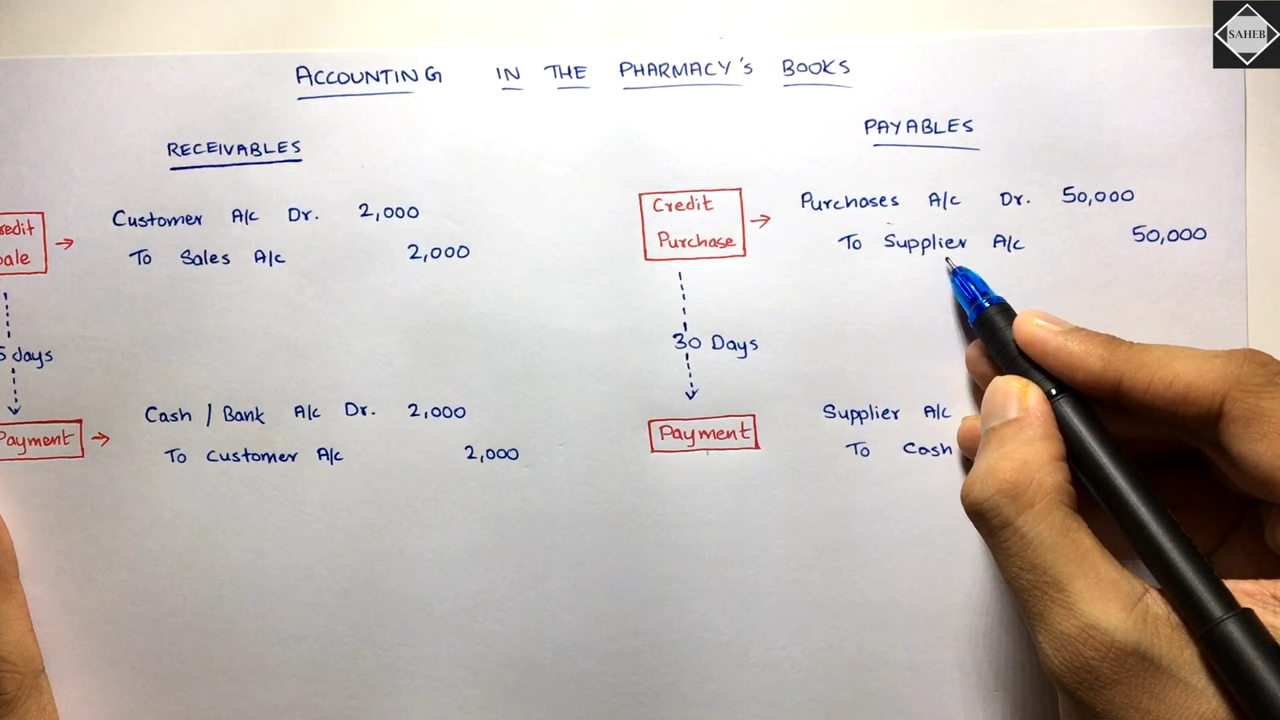 SAHEB
ACCOUNTING IN THE PHARMACY'S BOOKS
RECEIVABLES
Customer A/c Dr. 2,000
To Sales A/c 2,000
days
Payment →
Cash / Bank A/c Dr. 2,000
To Customer A/c 2,000
PAYABLES
Credit
Purchase →
Purchases A/c Dr. 50,000
To Supplier A/c 50,000
30 Days
Payment
Supplier A/c
To Cash